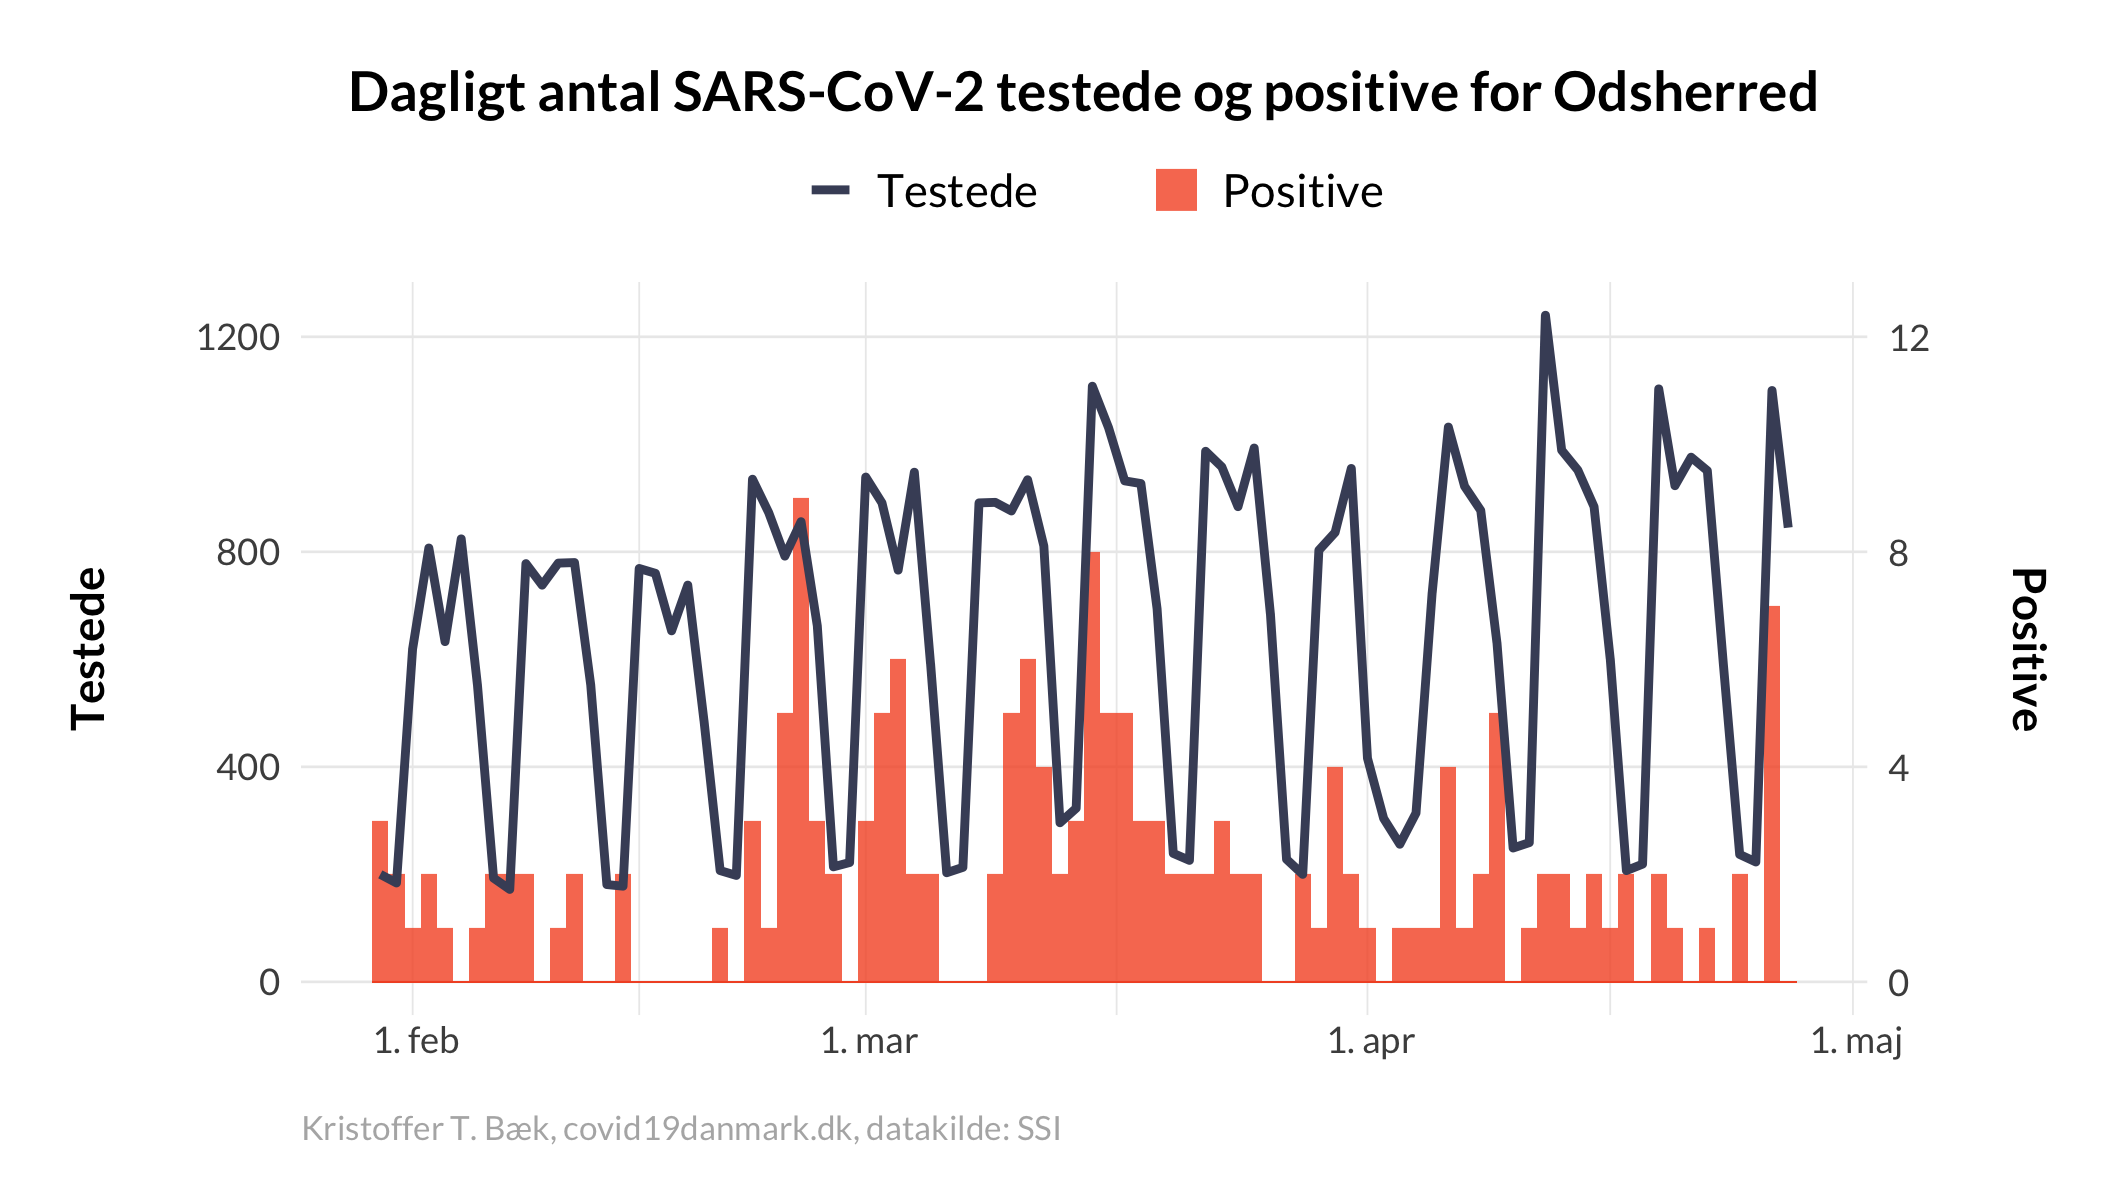 Dagligt antal SARS-CoV-2 testede og positive for Odsherred
Testede
Positive
1200
800
400
0
12
8
4
0
Testede
Positive
1. feb
1. mar
1. apr
1. maj
Kristoffer T. Bæk, covid19danmark.dk, datakilde: SSI